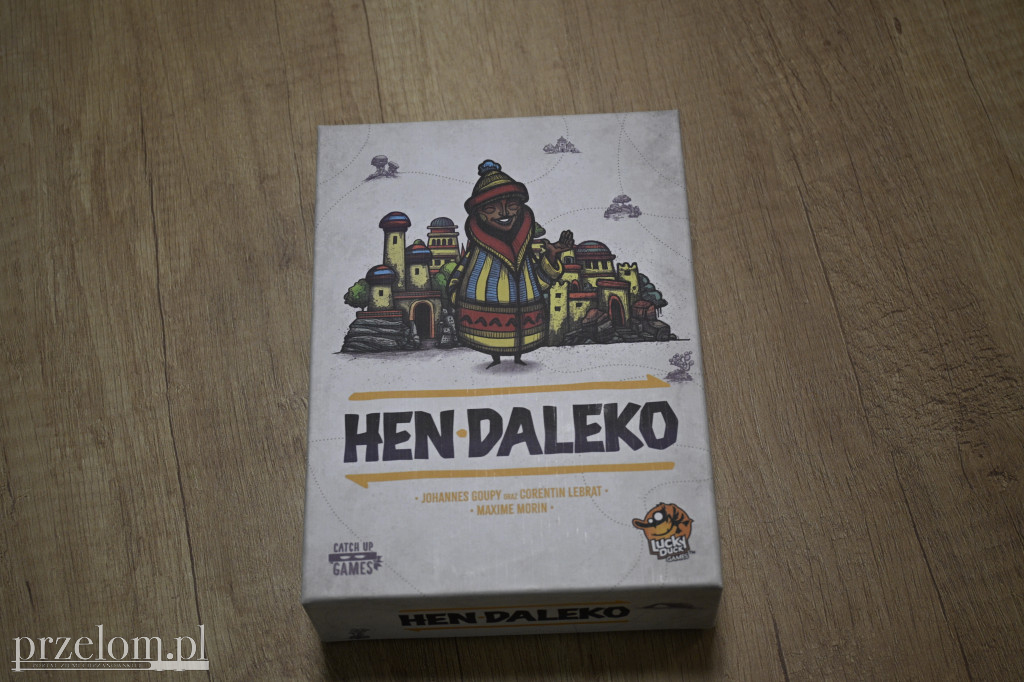 HEN·DALEKO
· JOHANNES GOUPY ORAZ CORENTIN LEBRAT ·
· MAXIME MORIN ·
CATCH UP
GAMES
LUCKY
DUCK
GAMES
TM
HEN·DALEKO
przelom.pl